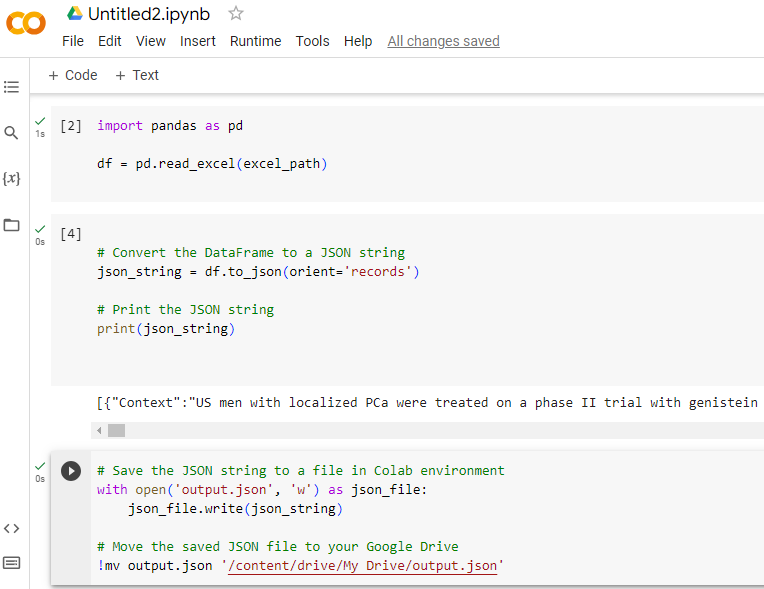 Untitled2.ipynb
File Edit View Insert Runtime Tools Help All changes saved
+ Code + Text
1s
[2] import pandas as pd
df = pd.read_excel(excel_path)
{x}
0s
[4]
# Convert the DataFrame to a JSON string
json_string = df.to_json(orient='records')
# Print the JSON string
print(json_string)
[{"Context":"US men with localized PCa were treated on a phase II trial with genistein
0s
# Save the JSON string to a file in Colab environment
with open('output.json', 'w') as json_file:
    json_file.write(json_string)
# Move the saved JSON file to your Google Drive
!mv output.json '/content/drive/My Drive/output.json'